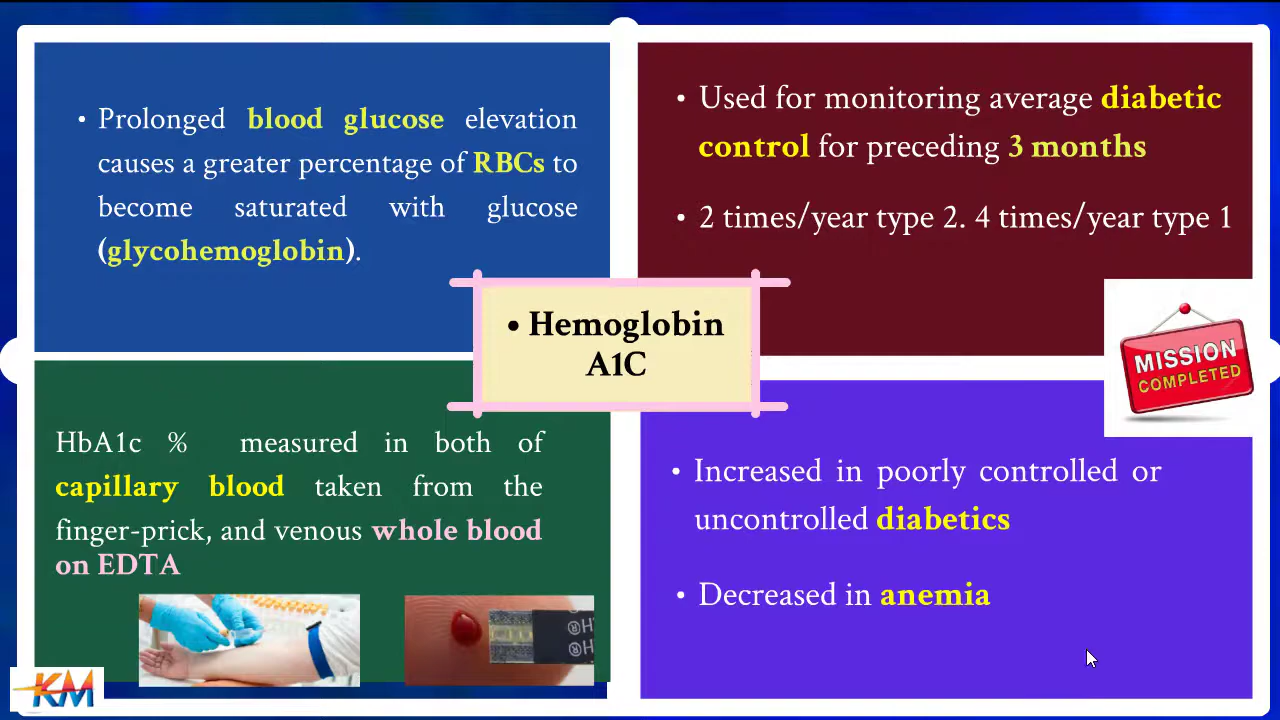 • Prolonged blood glucose elevation
causes a greater percentage of RBCs to
become saturated with glucose
(glycohemoglobin).
• Used for monitoring average diabetic
control for preceding 3 months
• 2 times/year type 2. 4 times/year type 1
• Hemoglobin
A1C
MISSION
COMPLETED
HbA1c % measured in both of
capillary blood taken from the
finger-prick, and venous whole blood
on EDTA
• Increased in poorly controlled or
uncontrolled diabetics
• Decreased in anemia
KM